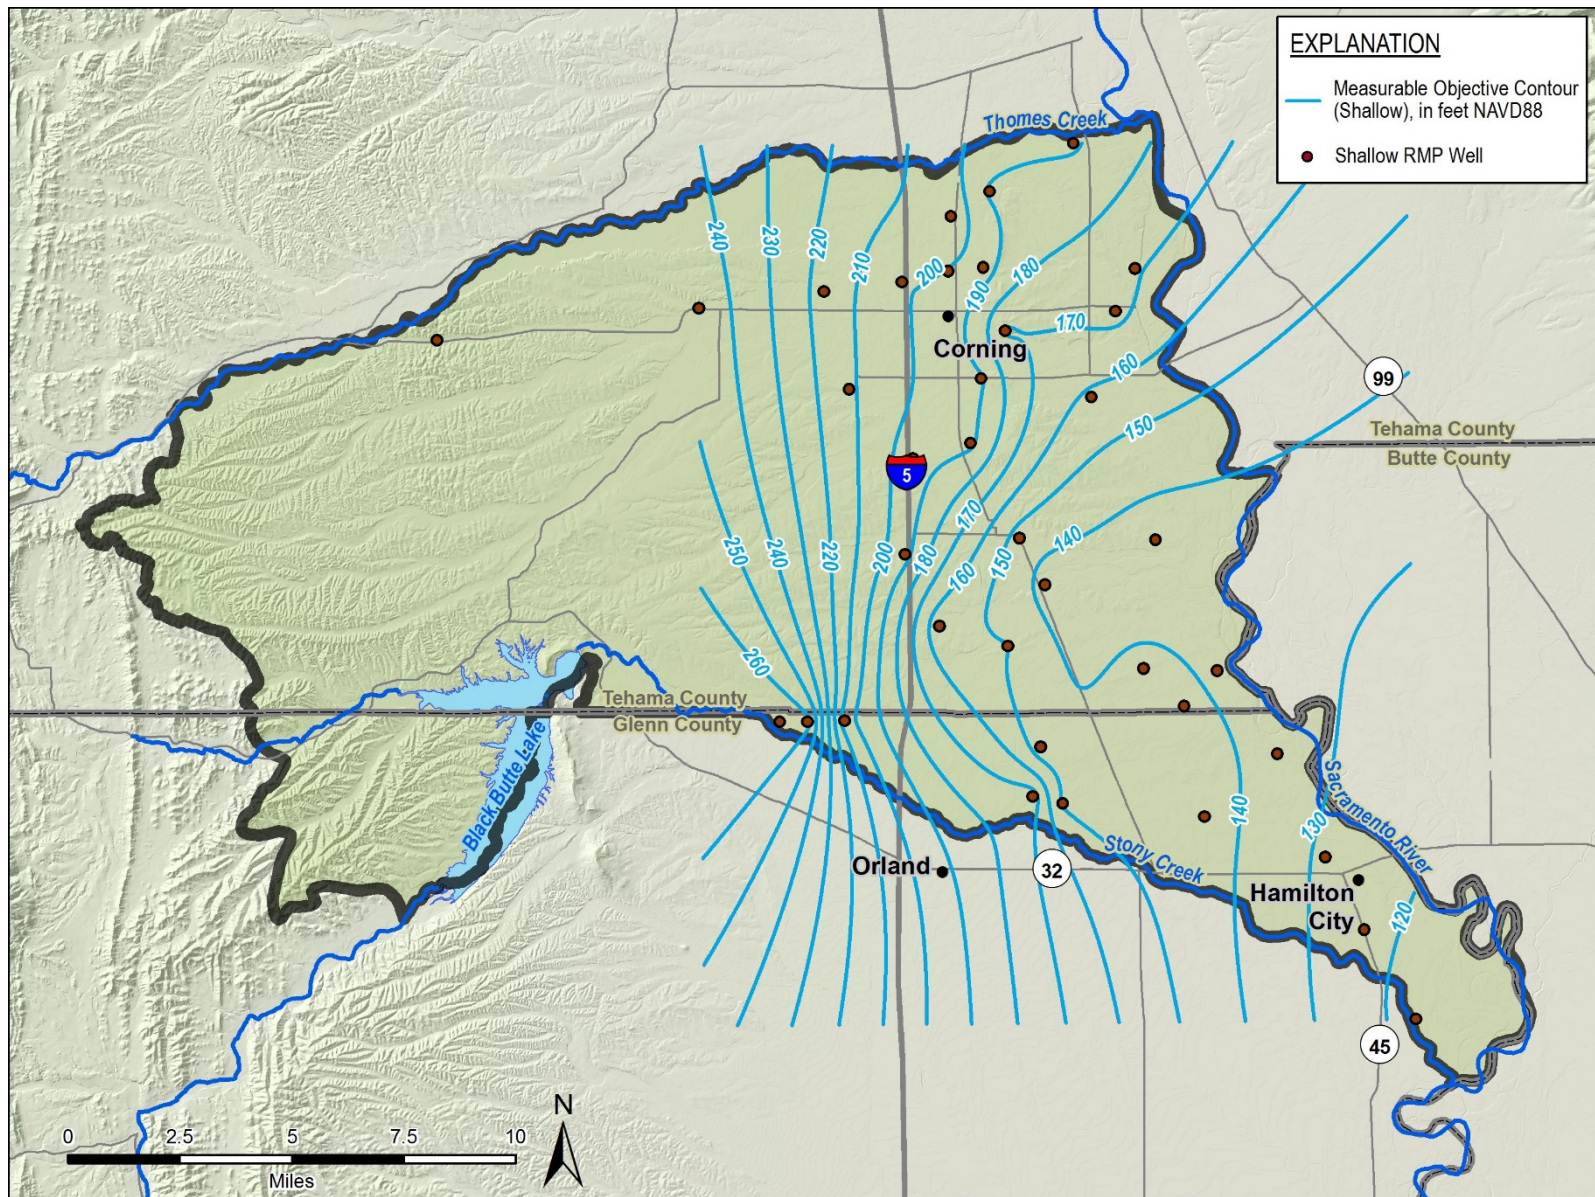 EXPLANATION
Measurable Objective Contour
(Shallow), in feet NAVD88
Shallow RMP Well
Thomes Creek
240
230
220
210
200
190
180
170
160
150
Corning
99
Tehama County
Butte County
5
250
240
220
200
180
170
160
150
140
260
Tehama County
Glenn County
Black Butte Lake
Sacramento River
140
130
120
Stony Creek
Orland
32
Hamilton
City
45
N
0 2.5 5 7.5 10
Miles